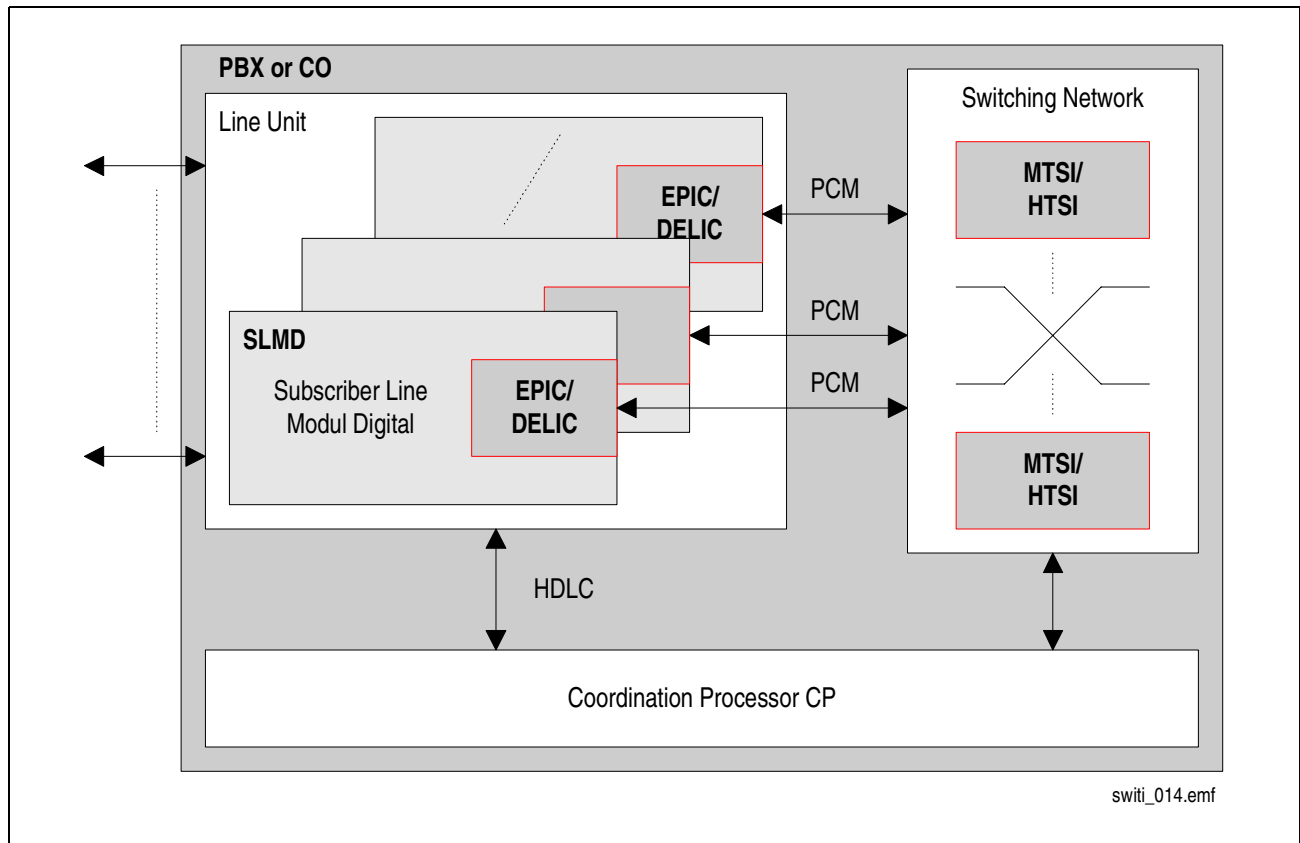 PBX or CO
Line Unit
Switching Network
EPIC/
DELIC
PCM
MTSI/
HTSI
PCM
SLMD
Subscriber Line
Modul Digital
EPIC/
DELIC
PCM
MTSI/
HTSI
HDLC
Coordination Processor CP
switi_014.emf